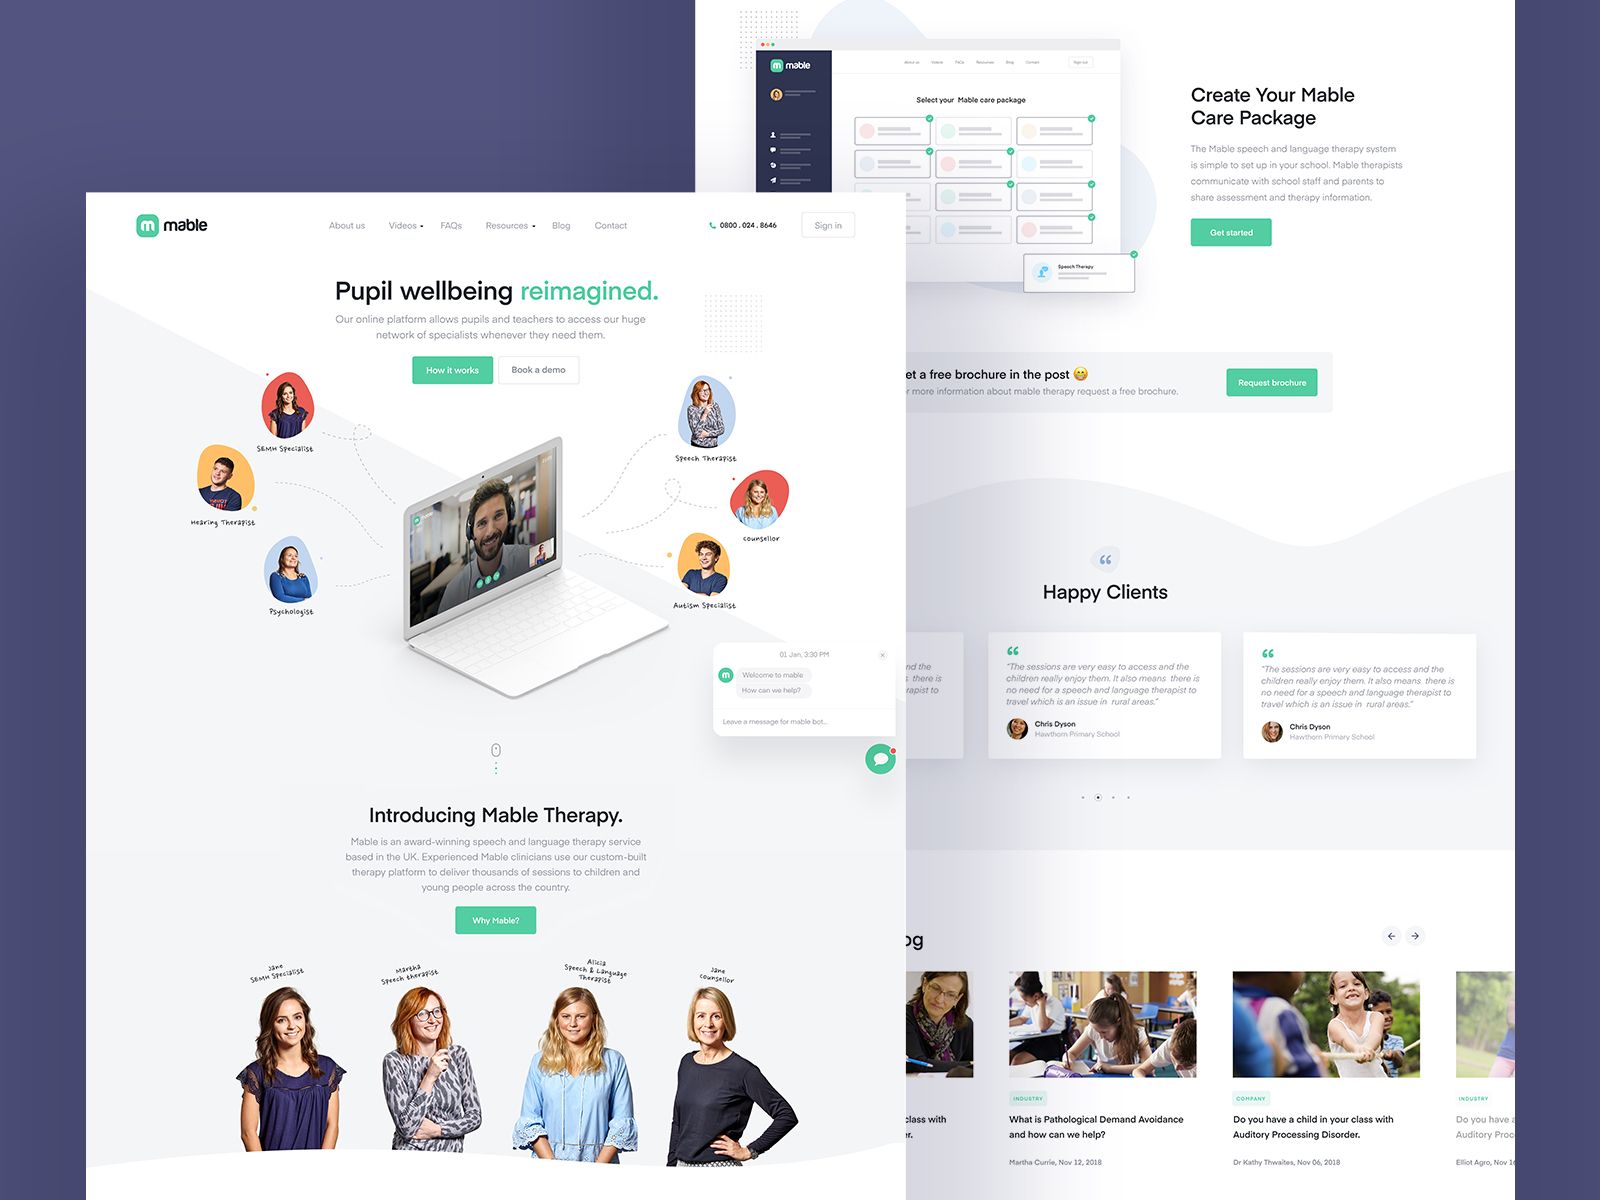 mable
About us
Videos
FAQs
Resources
Blog
Contact
0800 . 024 . 8646
Sign in
Pupil wellbeing reimagined.
Our online platform allows pupils and teachers to access our huge
network of specialists whenever they need them.
How it works
Book a demo
SEMH Specialist
Hearing Therapist
Psychologist
Speech Therapist
counsellor
Autism Specialist
mable
01 Jan, 3:30 PM
Welcome to mable
How can we help?
Leave a message for mable bot...
Introducing Mable Therapy.
Mable is an award-winning speech and language therapy service
based in the UK. Experienced Mable clinicians use our custom-built
therapy platform to deliver thousands of sessions to children and
young people across the country.
Why Mable?
Jane
SEMH Specialist
Martha
Speech therapist
Alicia
Speech & Language
Therapist
Jane
Counsellor
mable
About us
Videos
FAQs
Resources
Blog
Contact
Sign out
Select your Mable care package
Speech Therapy
Create Your Mable
Care Package
The Mable speech and language therapy system
is simple to set up in your school. Mable therapists
communicate with school staff and parents to
share assessment and therapy information.
Get started
et a free brochure in the post 😁
r more information about mable therapy request a free brochure.
Request brochure
“
Happy Clients
nd the
there is
rapist to
“
"The sessions are very easy to access and the
children really enjoy them. It also means there is
no need for a speech and language therapist to
travel which is an issue in rural areas."
Chris Dyson
Hawthorn Primary School
“
"The sessions are very easy to access and the
children really enjoy them. It also means there is
no need for a speech and language therapist to
travel which is an issue in rural areas."
Chris Dyson
Hawthorn Primary School
og
class with
er.
INDUSTRY
What is Pathological Demand Avoidance
and how can we help?
Martha Currie, Nov 12, 2018
COMPANY
Do you have a child in your class with
Auditory Processing Disorder.
Dr Kathy Thwaites, Nov 06, 2018
INDUSTRY
Do you have a
Auditory Proc
Elliot Agro, Nov 16